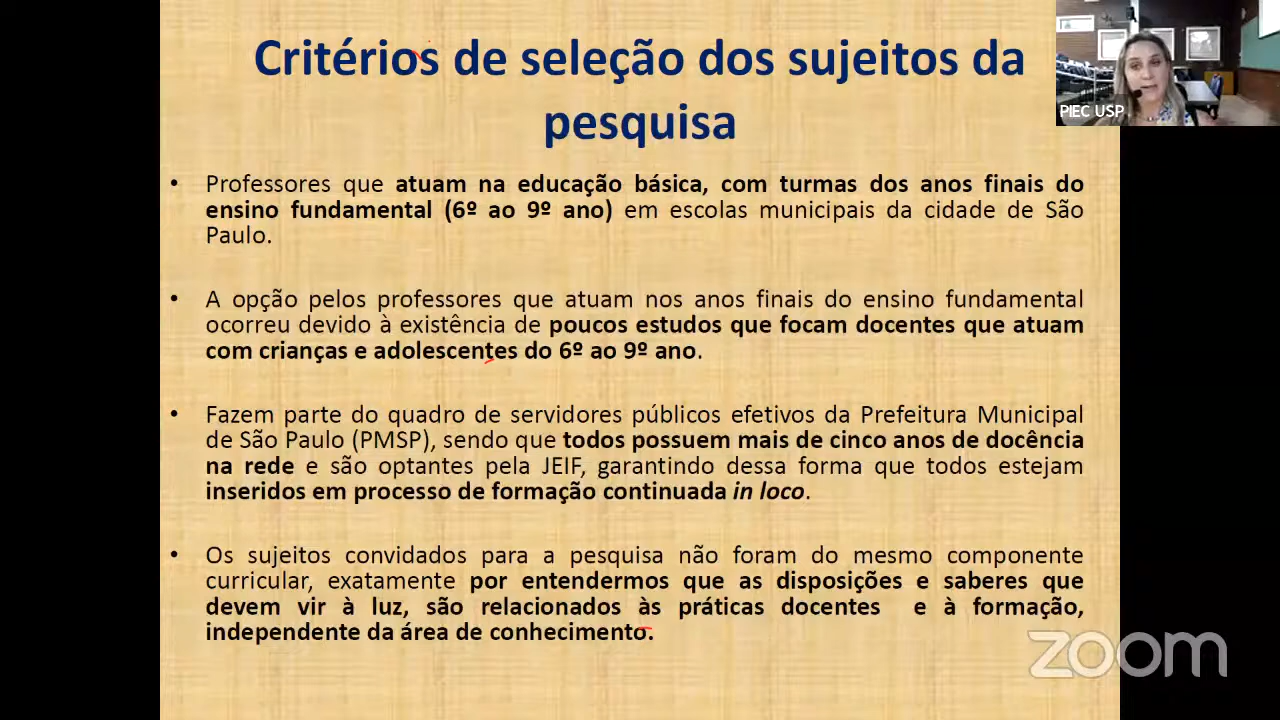 Critérios de seleção dos sujeitos da
pesquisa
PIEC USP
• Professores que atuam na educação básica, com turmas dos anos finais do
ensino fundamental (6º ao 9º ano) em escolas municipais da cidade de São
Paulo.
• A opção pelos professores que atuam nos anos finais do ensino fundamental
ocorreu devido à existência de poucos estudos que focam docentes que atuam
com crianças e adolescentes do 6º ao 9º ano.
• Fazem parte do quadro de servidores públicos efetivos da Prefeitura Municipal
de São Paulo (PMSP), sendo que todos possuem mais de cinco anos de docência
na rede e são optantes pela JEIF, garantindo dessa forma que todos estejam
inseridos em processo de formação continuada in loco.
• Os sujeitos convidados para a pesquisa não foram do mesmo componente
curricular, exatamente por entendermos que as disposições e saberes que
devem vir à luz, são relacionados às práticas docentes e à formação,
independente da área de conhecimento.
zoom